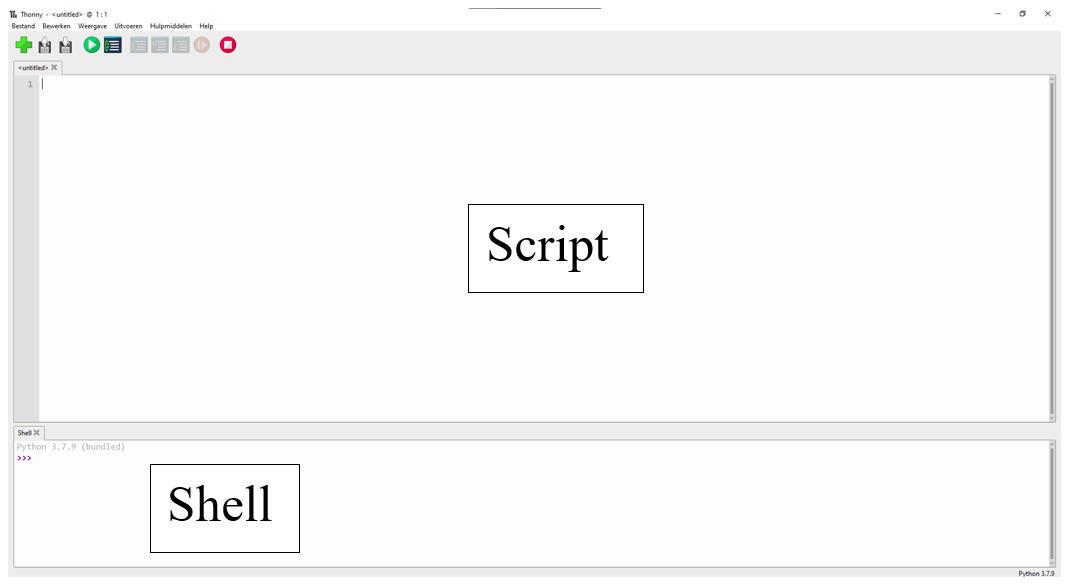 Thonny - <untitled> @ 1:1
Bestand Bewerken Weergave Uitvoeren Hulpmiddelen Help
<untitled>
1
Script
Shell
Python 3.7.9 (bundled)
>>>
Shell
Python 3.7.9